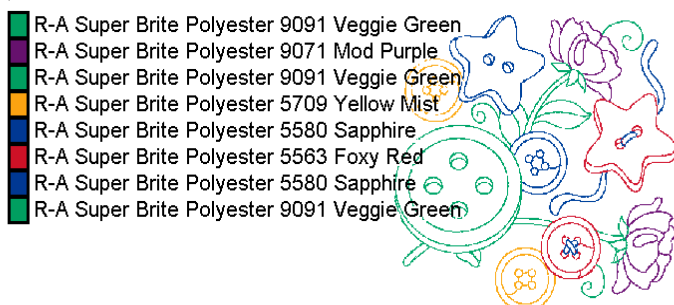 R-A Super Brite Polyester 9091 Veggie Green
R-A Super Brite Polyester 9071 Mod Purple
R-A Super Brite Polyester 9091 Veggie Green
R-A Super Brite Polyester 5709 Yellow Mist
R-A Super Brite Polyester 5580 Sapphire
R-A Super Brite Polyester 5563 Foxy Red
R-A Super Brite Polyester 5580 Sapphire
R-A Super Brite Polyester 9091 Veggie Green